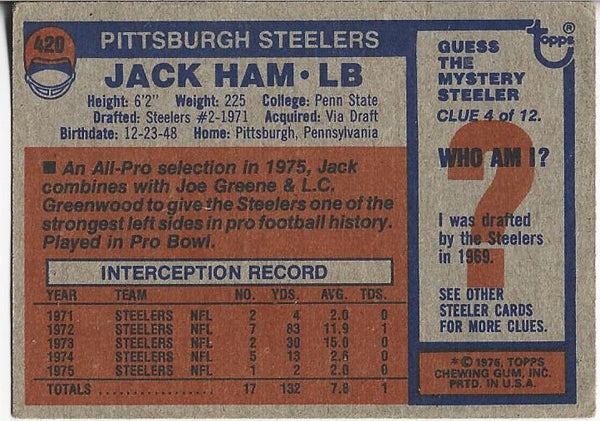 420
PITTSBURGH STEELERS
JACK HAM • LB
Height: 6'2" Weight: 225 College: Penn State
Drafted: Steelers #2-1971 Acquired: Via Draft
Birthdate: 12-23-48 Home: Pittsburgh, Pennsylvania
■ An All-Pro selection in 1975, Jack
combines with Joe Greene & L.C.
Greenwood to give the Steelers one of the
strongest left sides in pro football history.
Played in Pro Bowl.
INTERCEPTION RECORD
YEAR TEAM NO. YDS. AVG. TDS.
1971 STEELERS NFL 2 4 2.0 0
1972 STEELERS NFL 7 83 11.9 1
1973 STEELERS NFL 2 30 15.0 0
1974 STEELERS NFL 5 13 2.6 0
1975 STEELERS NFL 1 2 2.0 0
TOTALS 17 132 7.8 1
topps®
GUESS
THE
MYSTERY
STEELER
CLUE 4 of 12.
WHO AM I?
?
I was drafted
by the Steelers
in 1969.
SEE OTHER
STEELER CARDS
FOR MORE CLUES.
*© 1976, TOPPS
CHEWING GUM, INC.
PRTD. IN U.S.A.